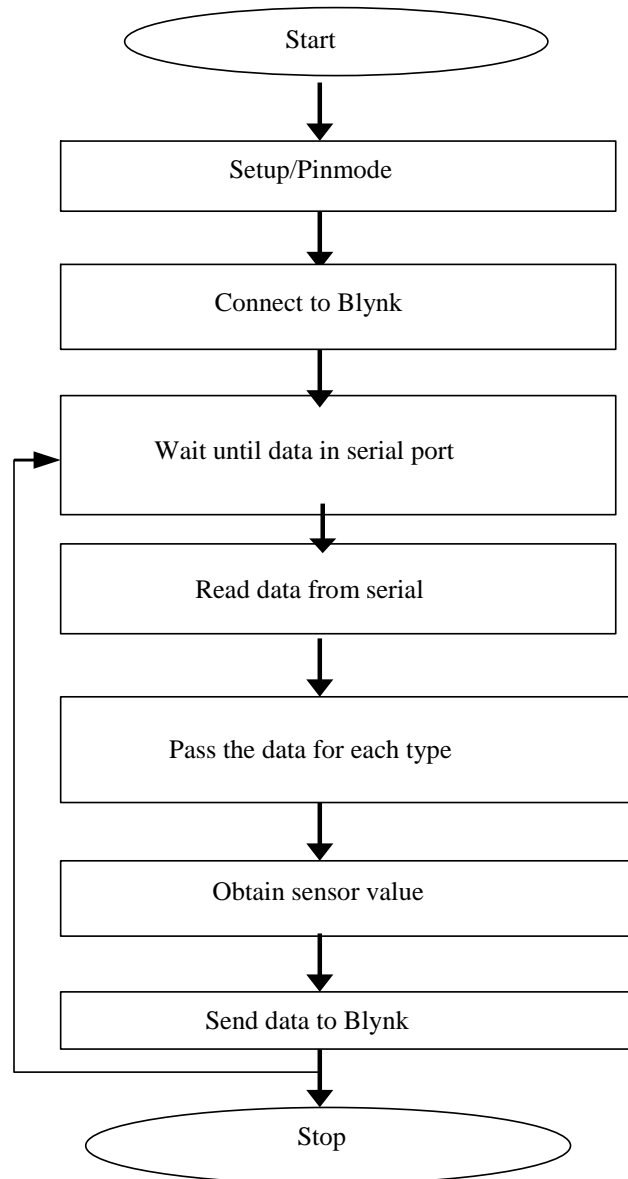 Start
Setup/Pinmode
Connect to Blynk
Wait until data in serial port
Read data from serial
Pass the data for each type
Obtain sensor value
Send data to Blynk
Stop